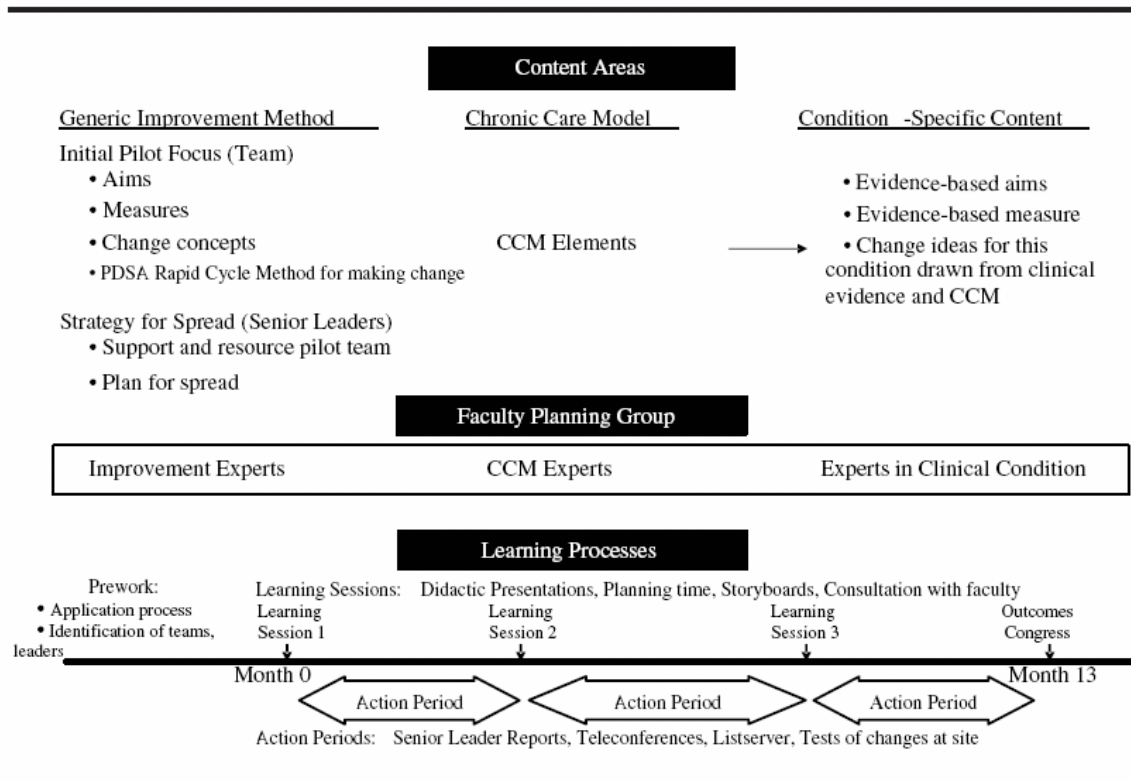 Content Areas
Generic Improvement Method
Chronic Care Model
Condition -Specific Content
Initial Pilot Focus (Team)
• Aims
• Measures
• Change concepts
• PDSA Rapid Cycle Method for making change
Strategy for Spread (Senior Leaders)
• Support and resource pilot team
• Plan for spread
CCM Elements
• Evidence-based aims
• Evidence-based measure
• Change ideas for this
condition drawn from clinical
evidence and CCM
Faculty Planning Group
Improvement Experts
CCM Experts
Experts in Clinical Condition
Learning Processes
Prework:
• Application process
• Identification of teams,
leaders
Learning Sessions: Didactic Presentations, Planning time, Storyboards, Consultation with faculty
Learning
Session 1
Learning
Session 2
Learning
Session 3
Outcomes
Congress
Month 0
Month 13
Action Period
Action Period
Action Period
Action Periods: Senior Leader Reports, Teleconferences, Listserver, Tests of changes at site